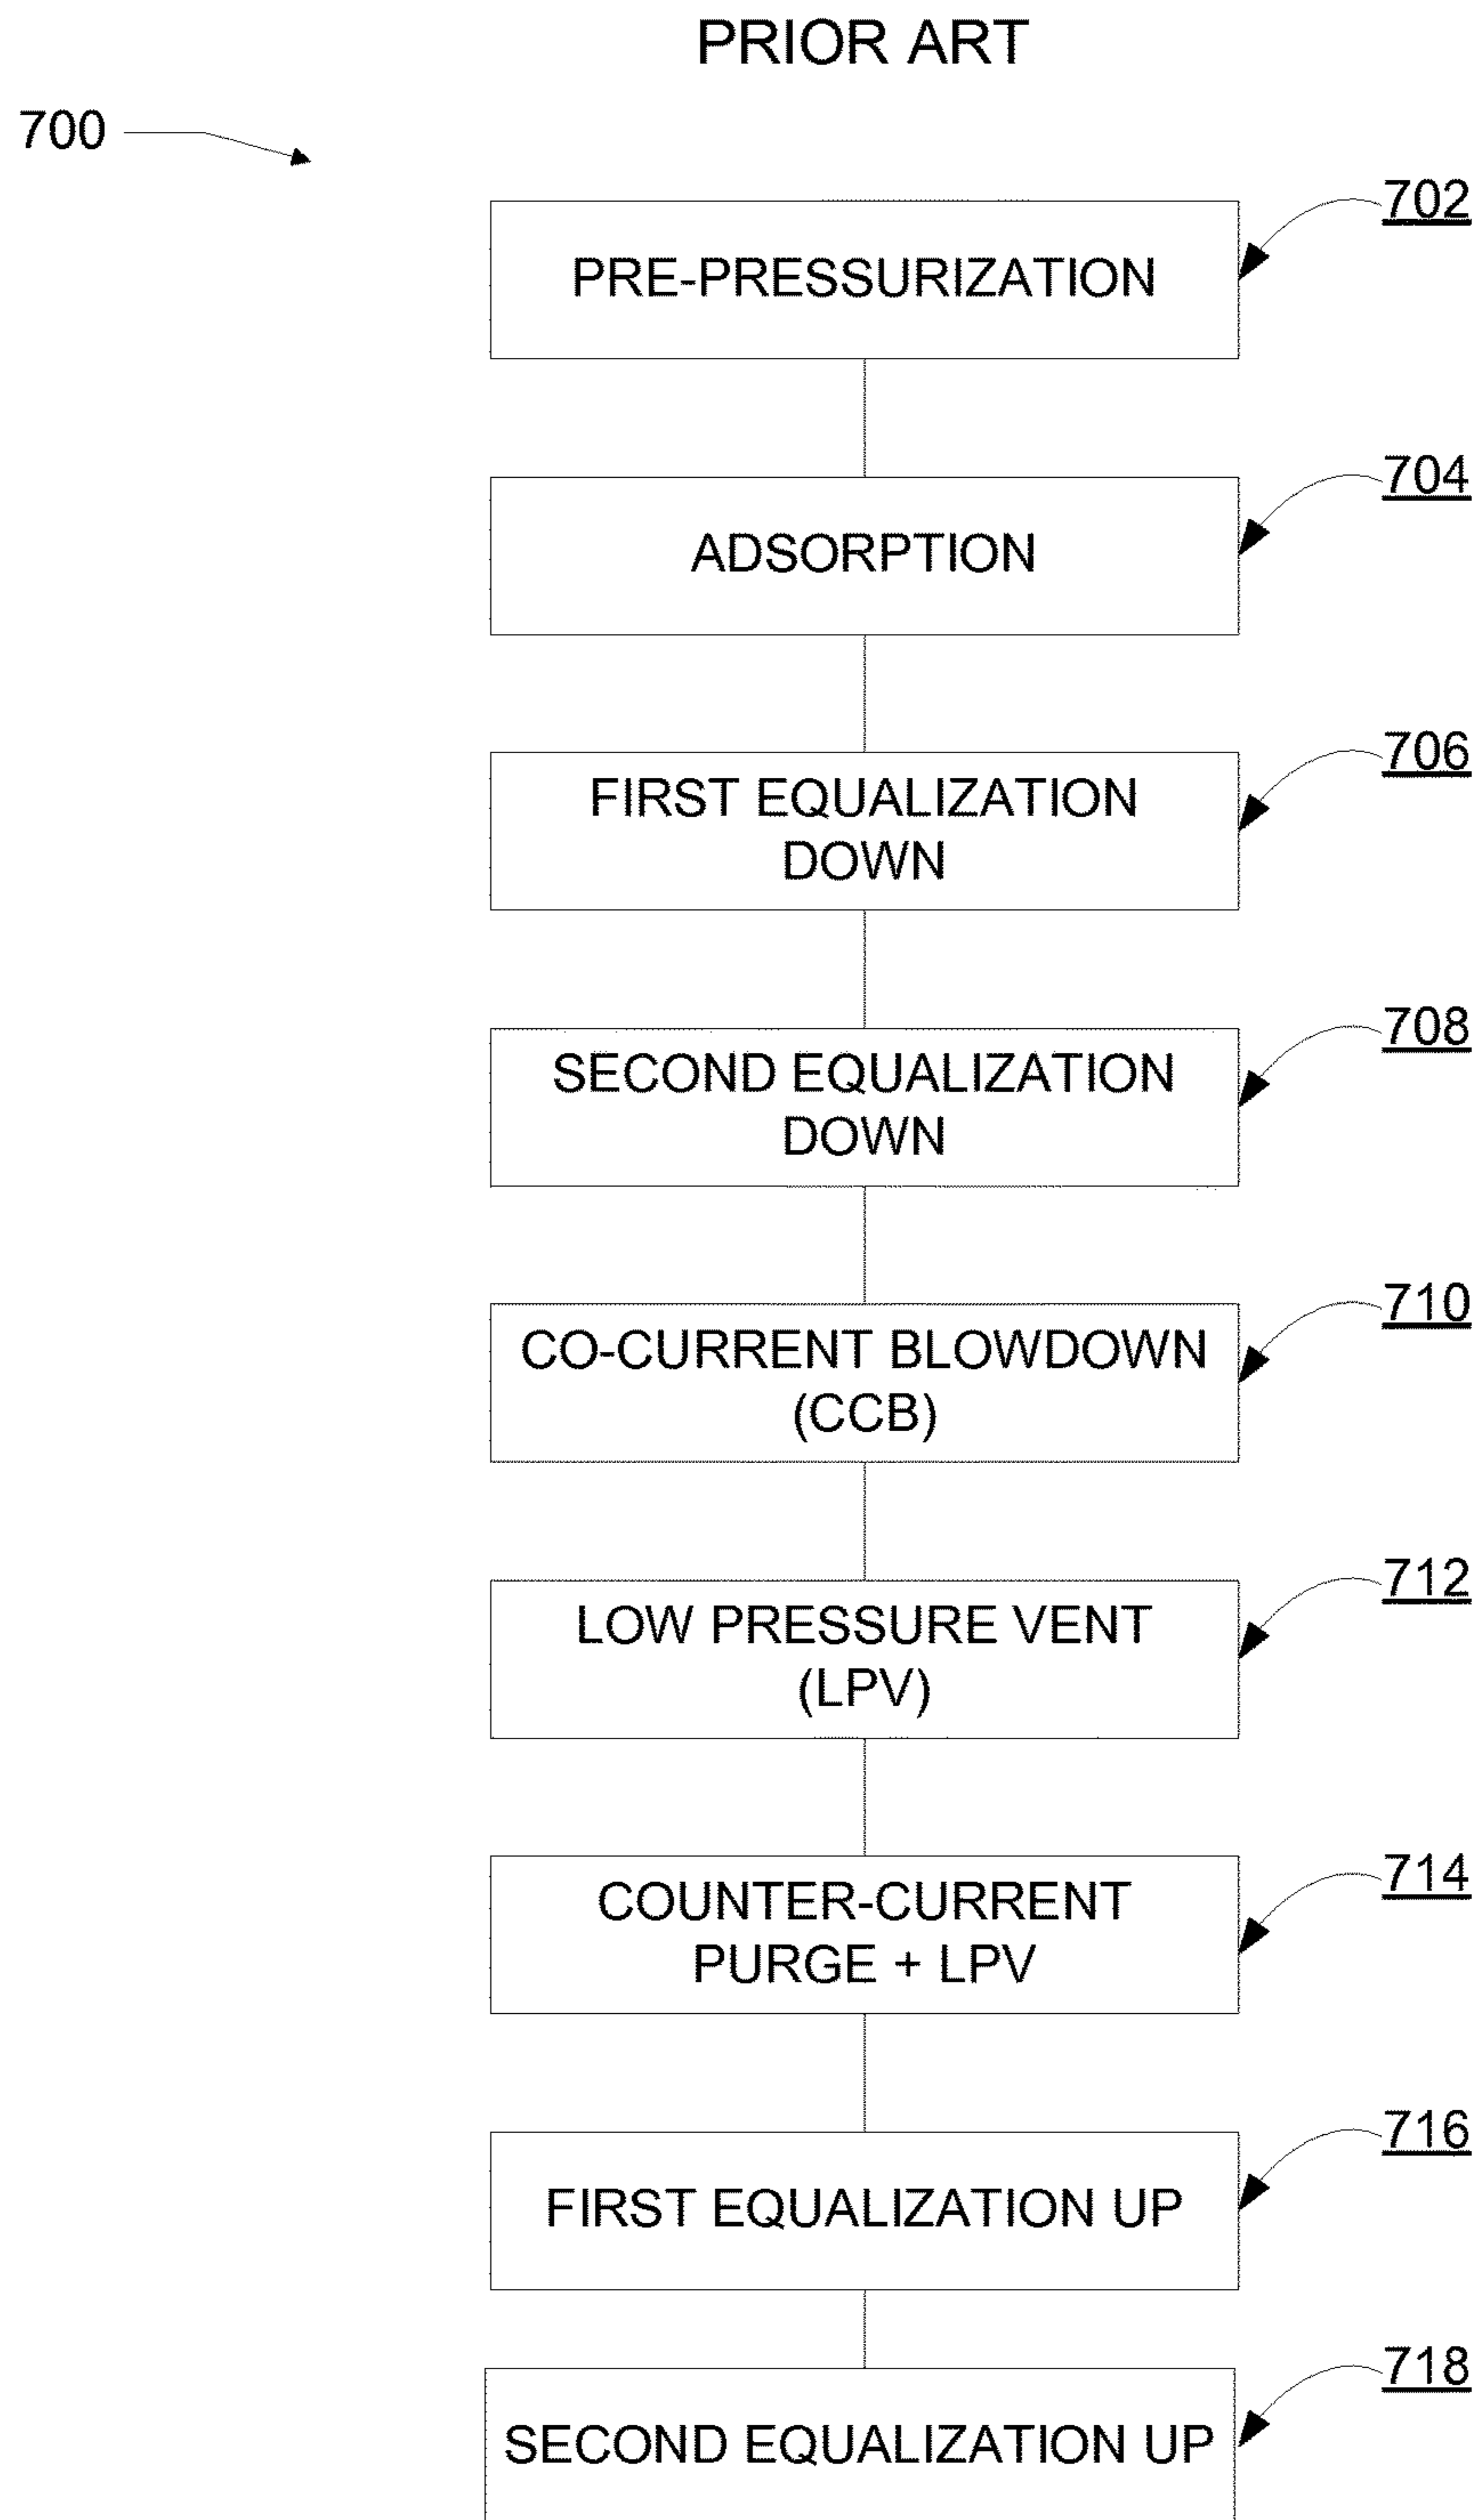 PRIOR ART
700
702
PRE-PRESSURIZATION
704
ADSORPTION
706
FIRST EQUALIZATION
DOWN
708
SECOND EQUALIZATION
DOWN
710
CO-CURRENT BLOWDOWN
(CCB)
712
LOW PRESSURE VENT
(LPV)
714
COUNTER-CURRENT
PURGE + LPV
716
FIRST EQUALIZATION UP
718
SECOND EQUALIZATION UP